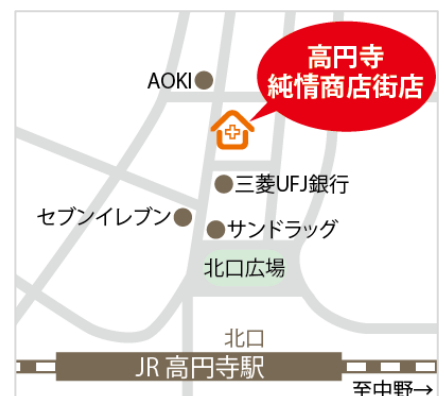 高円寺
純情商店街店
AOKI
三菱UFJ銀行
セブンイレブン
サンドラッグ
北口広場
北口
JR 高円寺駅
至中野→